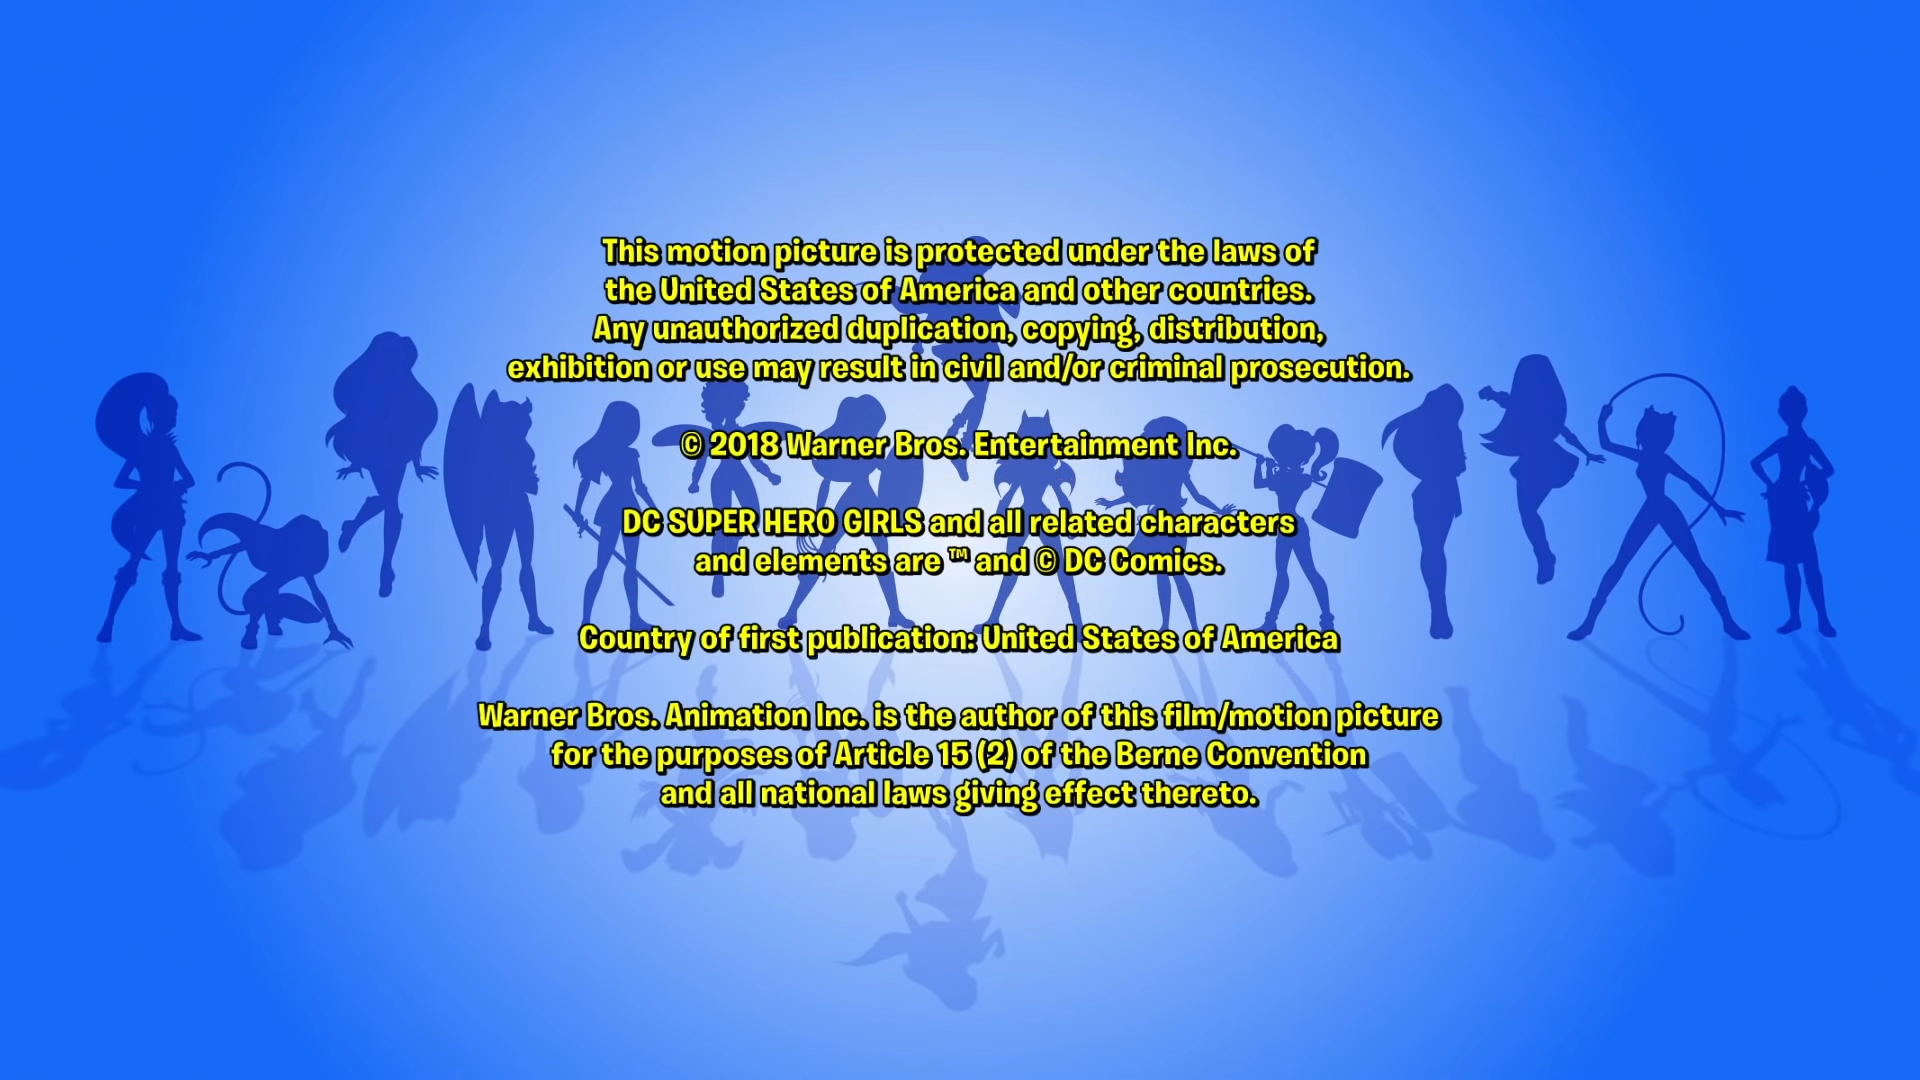 This motion picture is protected under the laws of
the United States of America and other countries.
Any unauthorized duplication, copying, distribution,
exhibition or use may result in civil and/or criminal prosecution.
© 2018 Warner Bros. Entertainment Inc.
DC SUPER HERO GIRLS and all related characters
and elements are ™ and © DC Comics.
Country of first publication: United States of America
Warner Bros. Animation Inc. is the author of this film/motion picture
for the purposes of Article 15 (2) of the Berne Convention
and all national laws giving effect thereto.